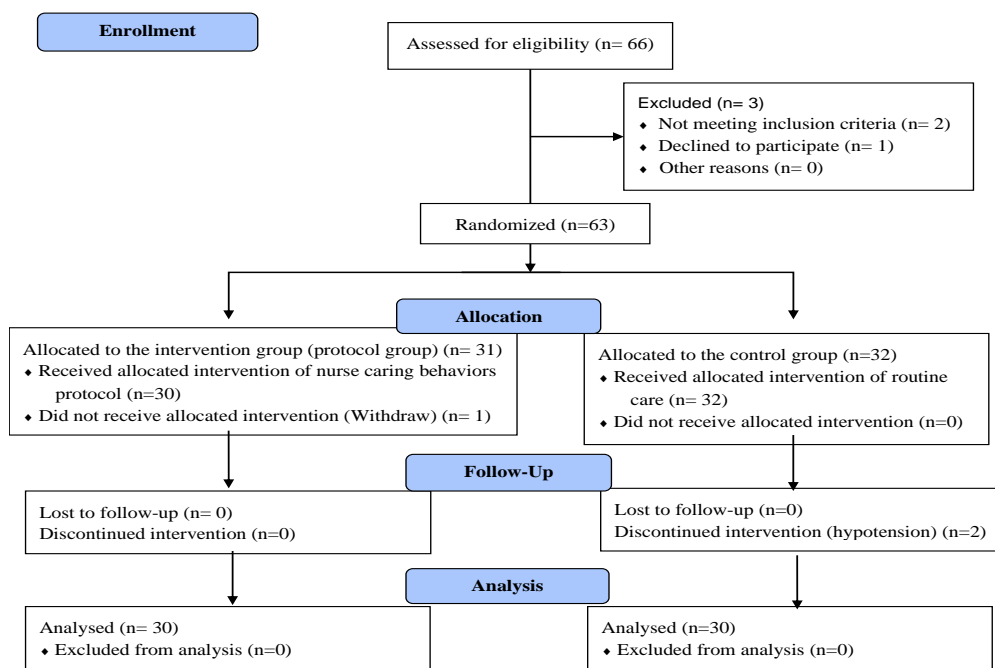 Enrollment
Assessed for eligibility (n= 66)
Excluded (n= 3)
⬥ Not meeting inclusion criteria (n= 2)
⬥ Declined to participate (n= 1)
⬥ Other reasons (n= 0)
Randomized (n=63)
Allocation
Allocated to the intervention group (protocol group) (n= 31)
⬥ Received allocated intervention of nurse caring behaviors
protocol (n=30)
⬥ Did not receive allocated intervention (Withdraw) (n= 1)
Allocated to the control group (n=32)
⬥ Received allocated intervention of routine
care (n= 32)
⬥ Did not receive allocated intervention (n=0)
Follow-Up
Lost to follow-up (n= 0)
Discontinued intervention (n=0)
Lost to follow-up (n=0)
Discontinued intervention (hypotension) (n=2)
Analysis
Analysed (n= 30)
⬥ Excluded from analysis (n=0)
Analysed (n=30)
⬥ Excluded from analysis (n=0)